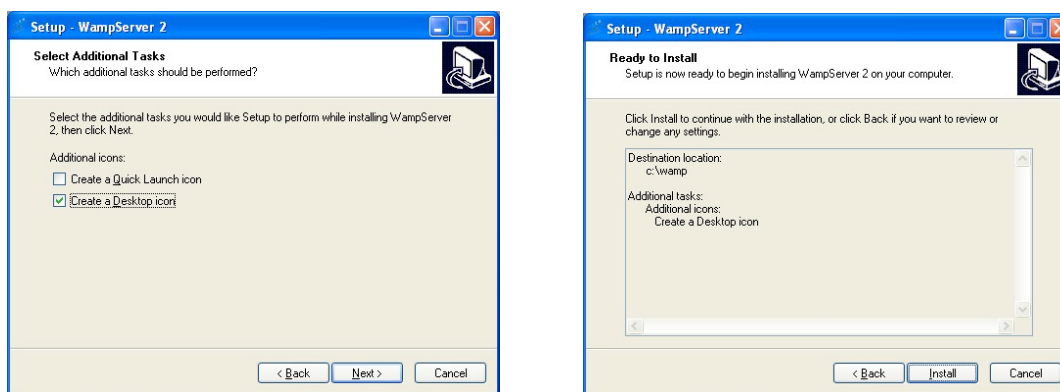 Setup - WampServer 2
Select Additional Tasks
Which additional tasks should be performed?
Select the additional tasks you would like Setup to perform while installing WampServer
2, then click Next.
Additional icons:
Create a Quick Launch icon
Create a Desktop icon
< Back
Next >
Cancel
Setup - WampServer 2
Ready to Install
Setup is now ready to begin installing WampServer 2 on your computer.
Click Install to continue with the installation, or click Back if you want to review or
change any settings.
Destination location:
c:\wamp
Additional tasks:
Additional icons:
Create a Desktop icon
< Back
Install
Cancel